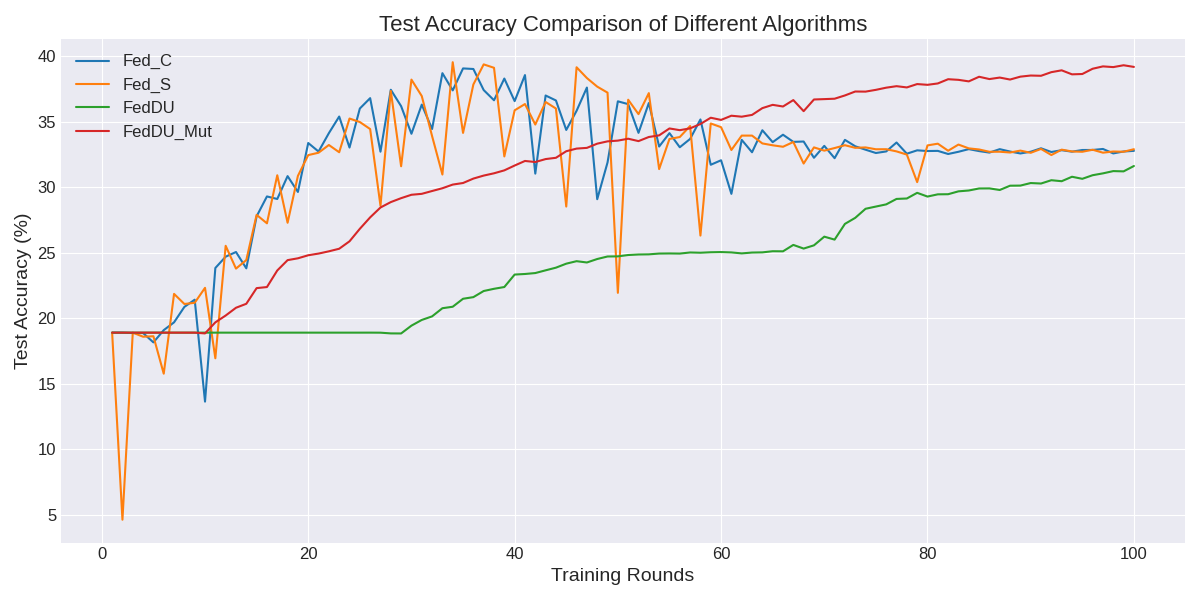 Test Accuracy Comparison of Different Algorithms
Fed_C
Fed_S
FedDU
FedDU_Mut
Test Accuracy (%)
40
35
30
25
20
15
10
5
0 20 40 60 80 100
Training Rounds